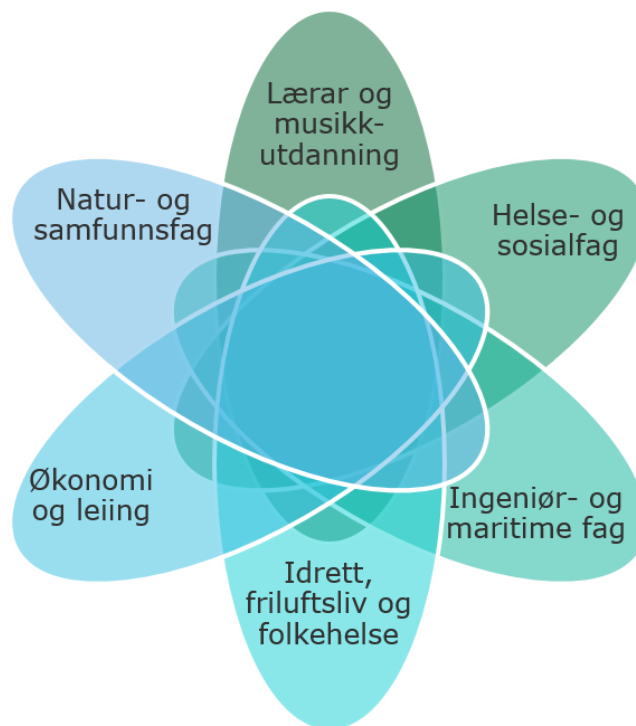 Lærar og
musikk-
utdanning
Natur- og
samfunnsfag
Helse- og
sosialfag
Økonomi
og leiing
Ingeniør- og
maritime fag
Idrett,
friluftsliv og
folkehelse